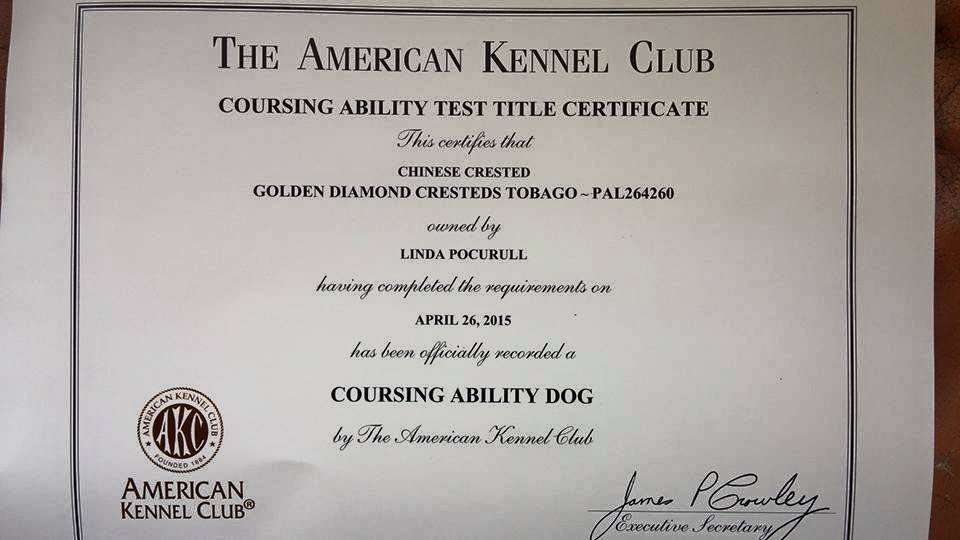 THE AMERICAN KENNEL CLUB
COURSING ABILITY TEST TITLE CERTIFICATE
This certifies that
CHINESE CRESTED
GOLDEN DIAMOND CRESTEDS TOBAGO ~ PAL264260
owned by
LINDA POCURULL
having completed the requirements on
APRIL 26, 2015
has been officially recorded a
COURSING ABILITY DOG
by The American Kennel Club
AMERICAN KENNEL CLUB
AKC
FOUNDED 1884
AMERICAN
KENNEL CLUB®
James P Crowley
Executive Secretary